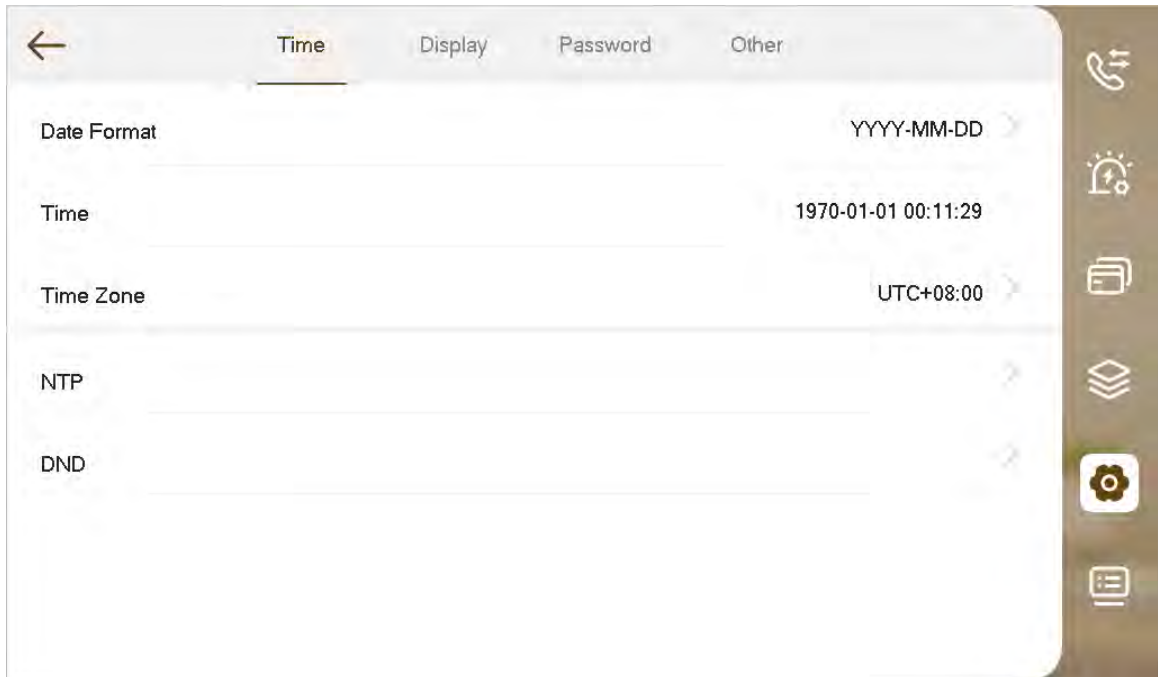 Time Display Password Other
Date Format YYYY-MM-DD
Time 1970-01-01 00:11:29
Time Zone UTC+08:00
NTP
DND